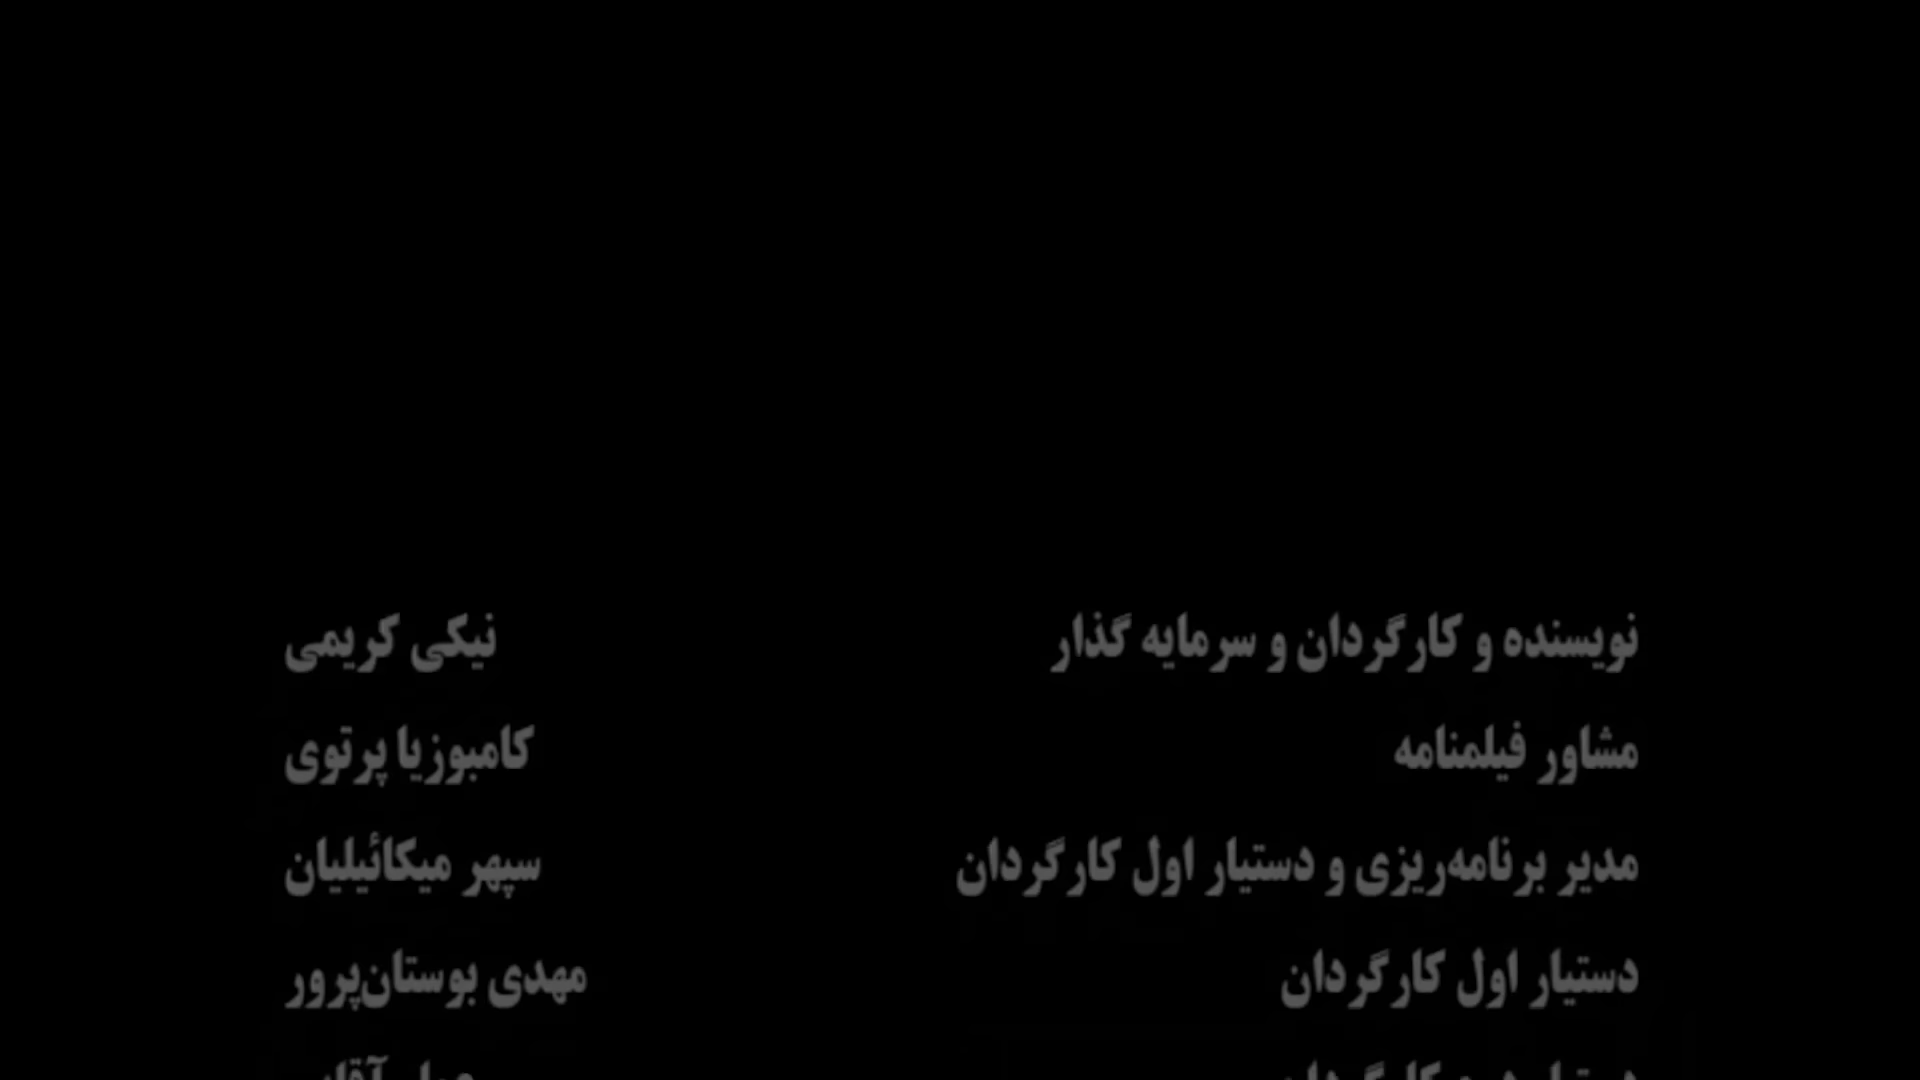 نویسنده و کارگردان و سرمایه گذار نیکی کریمی
مشاور فیلمنامه کامبوزیا پرتوی
مدیر برنامه‌ریزی و دستیار اول کارگردان سپهر میکائیلیان
دستیار اول کارگردان مهدی بوستان‌پرور